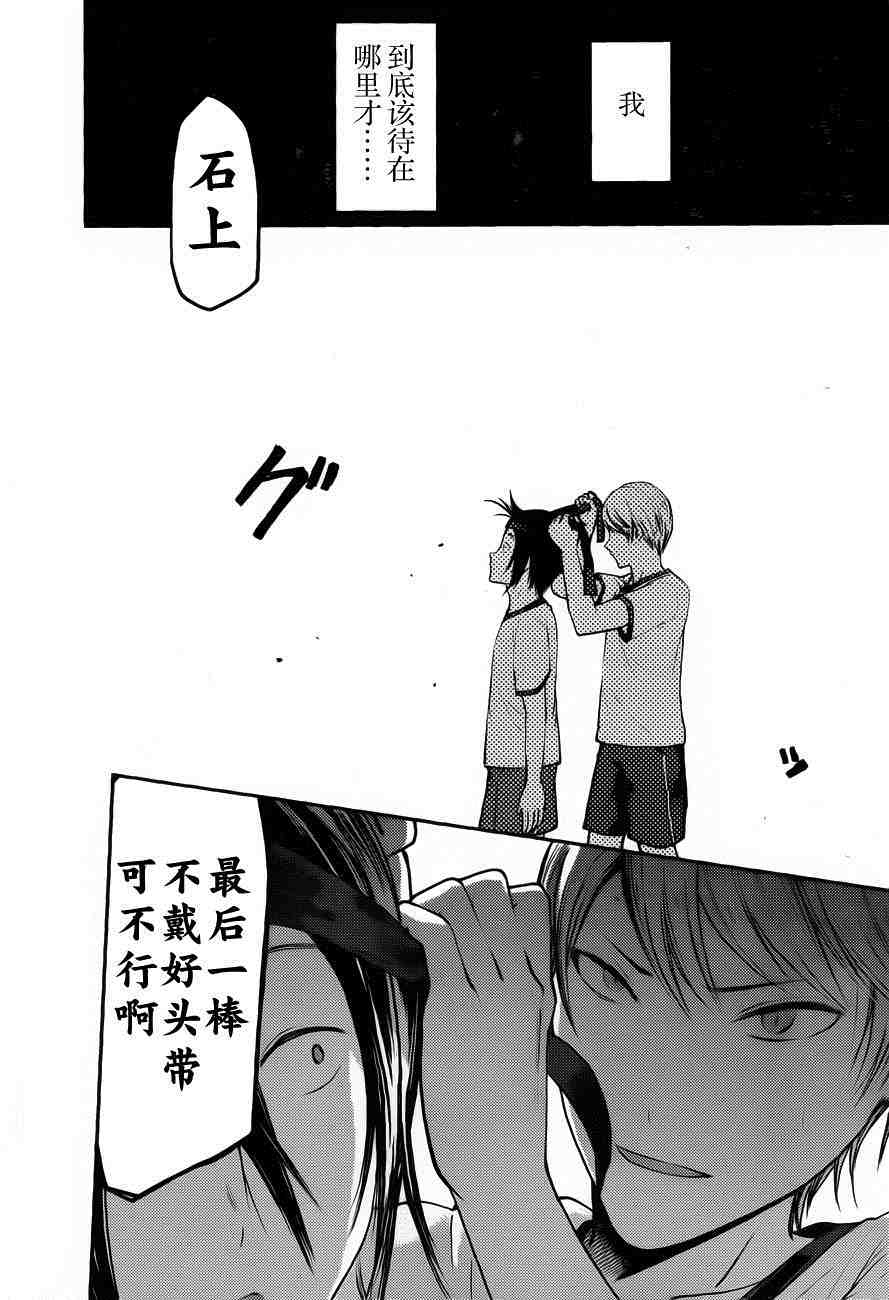 我
到底该待在
哪里才……
石上
グッ
最后一棒
不戴好头带
可不行啊